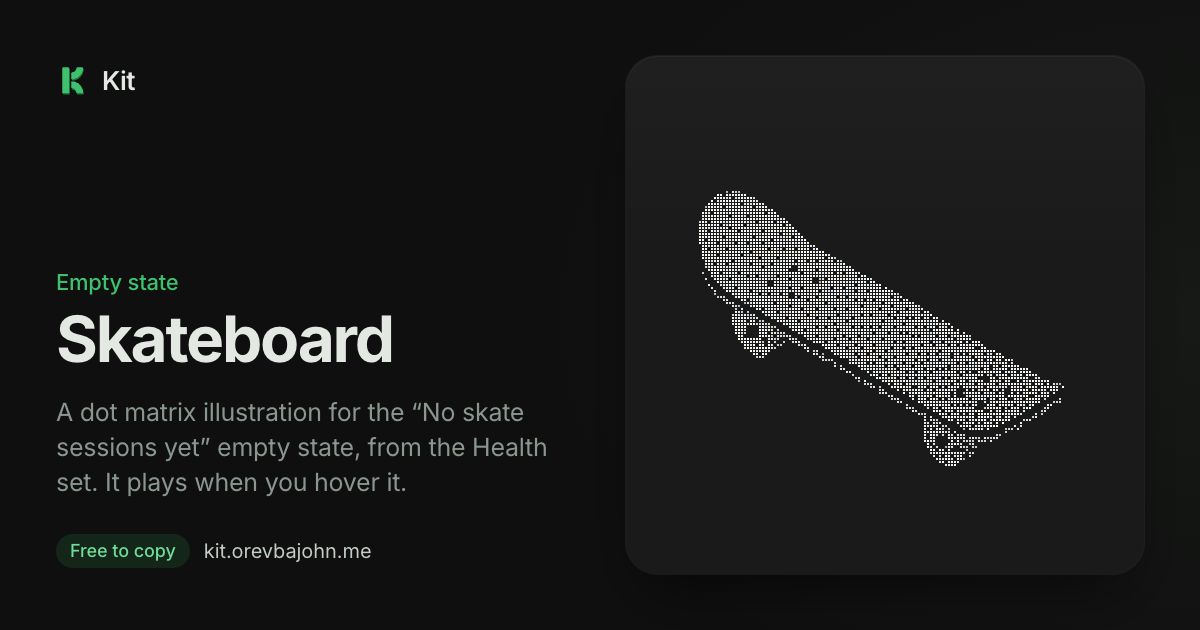 Kit
Empty state
Skateboard
A dot matrix illustration for the “No skate
sessions yet” empty state, from the Health
set. It plays when you hover it.
Free to copy
kit.orevbajohn.me